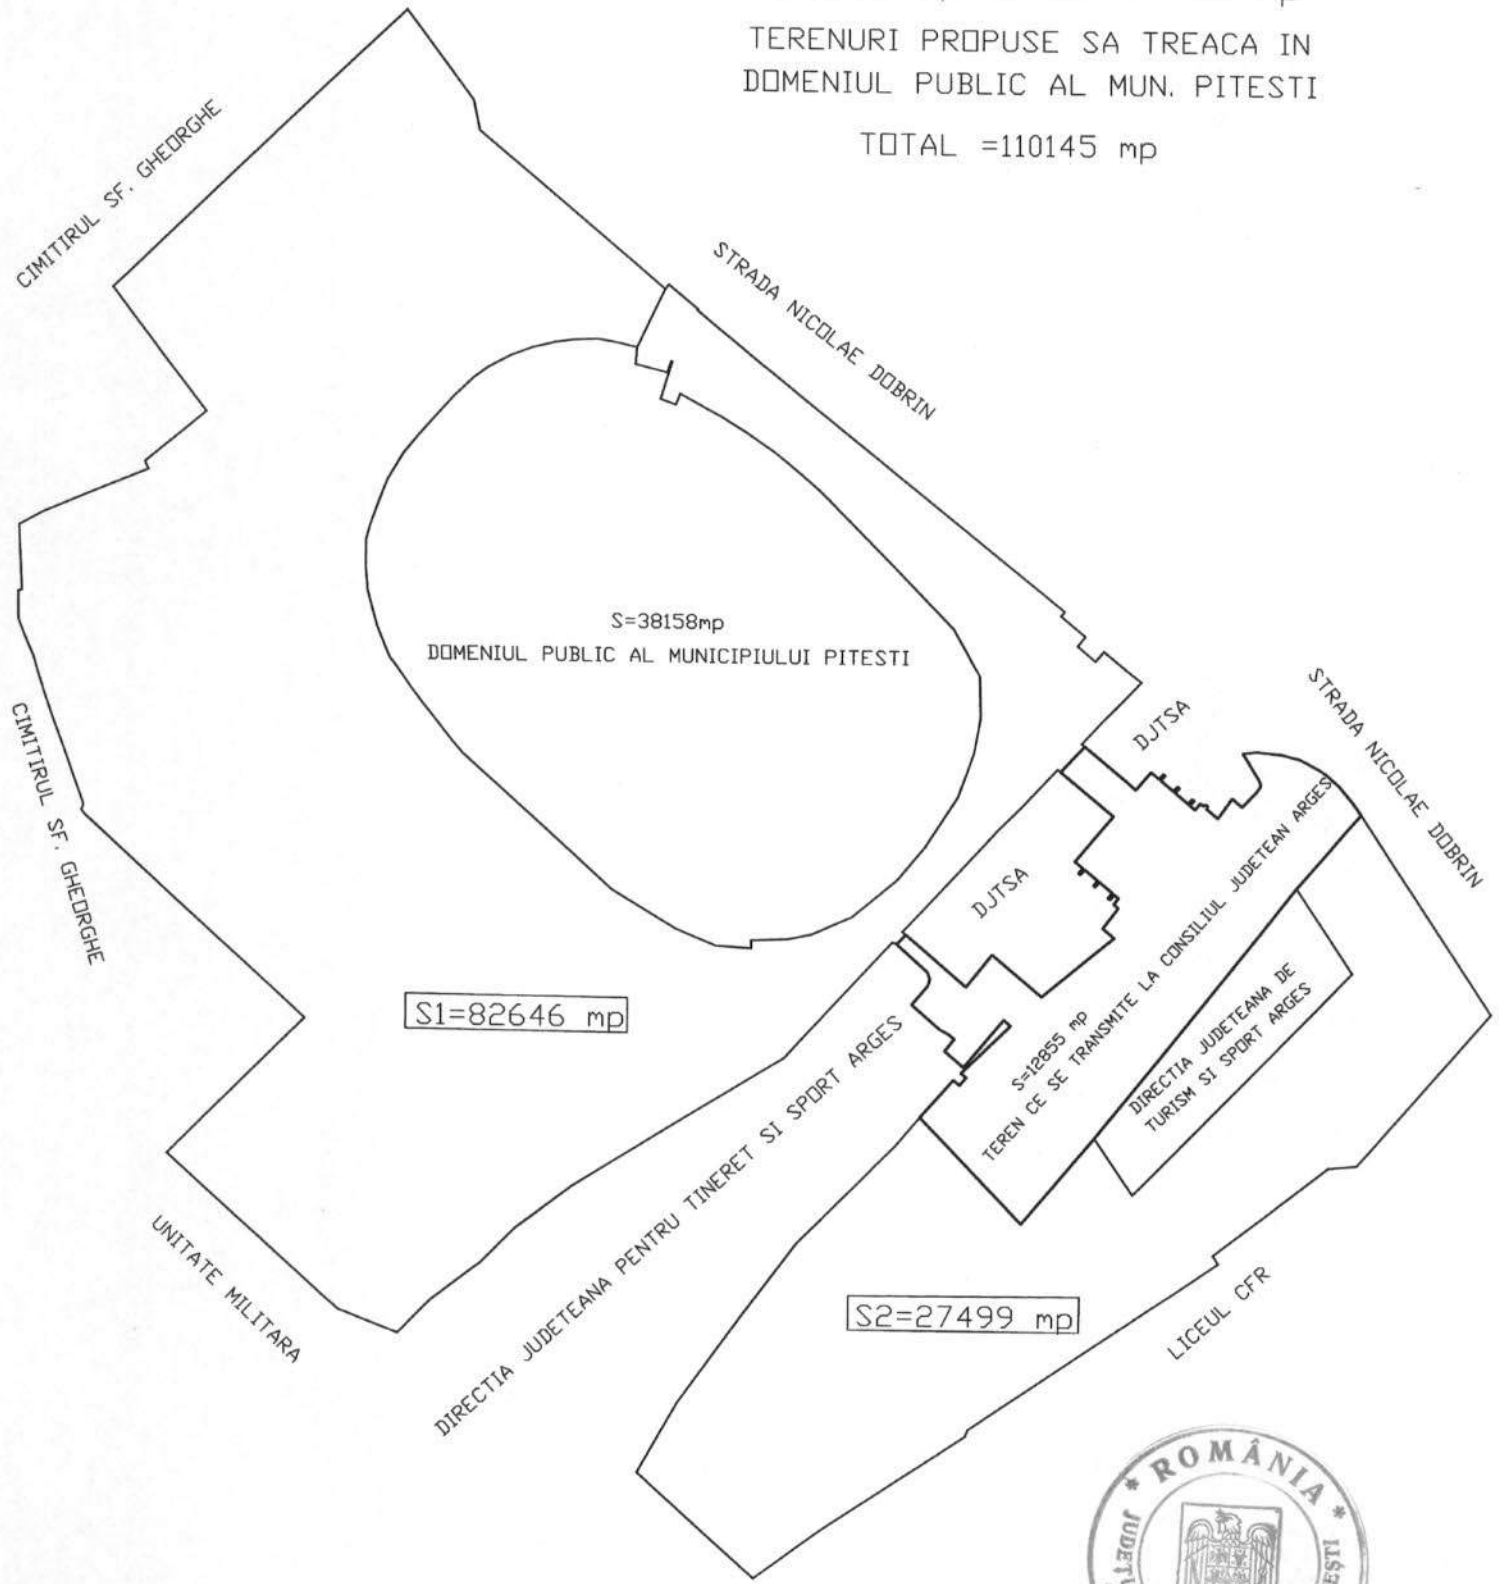 TERENURI PROPUSE SA TREACA IN
DOMENIUL PUBLIC AL MUN. PITESTI
TOTAL =110145 mp
CIMITIRUL SF. GHEORGHE
STRADA NICOLAE DOBRIN
S=38158mp
DOMENIUL PUBLIC AL MUNICIPIULUI PITESTI
STRADA NICOLAE DOBRIN
DJTSA
CIMITIRUL SF. GHEORGHE
DJTSA
S1=82646 mp
S=12855 mp
TEREN CE SE TRANSMITE LA CONSILIUL JUDETEAN ARGES
DIRECTIA JUDETEANA DE
TURISM SI SPORT ARGES
DIRECTIA JUDETEANA PENTRU TINERET SI SPORT ARGES
UNITATE MILITARA
S2=27499 mp
LICEUL CFR
* ROMÂNIA *